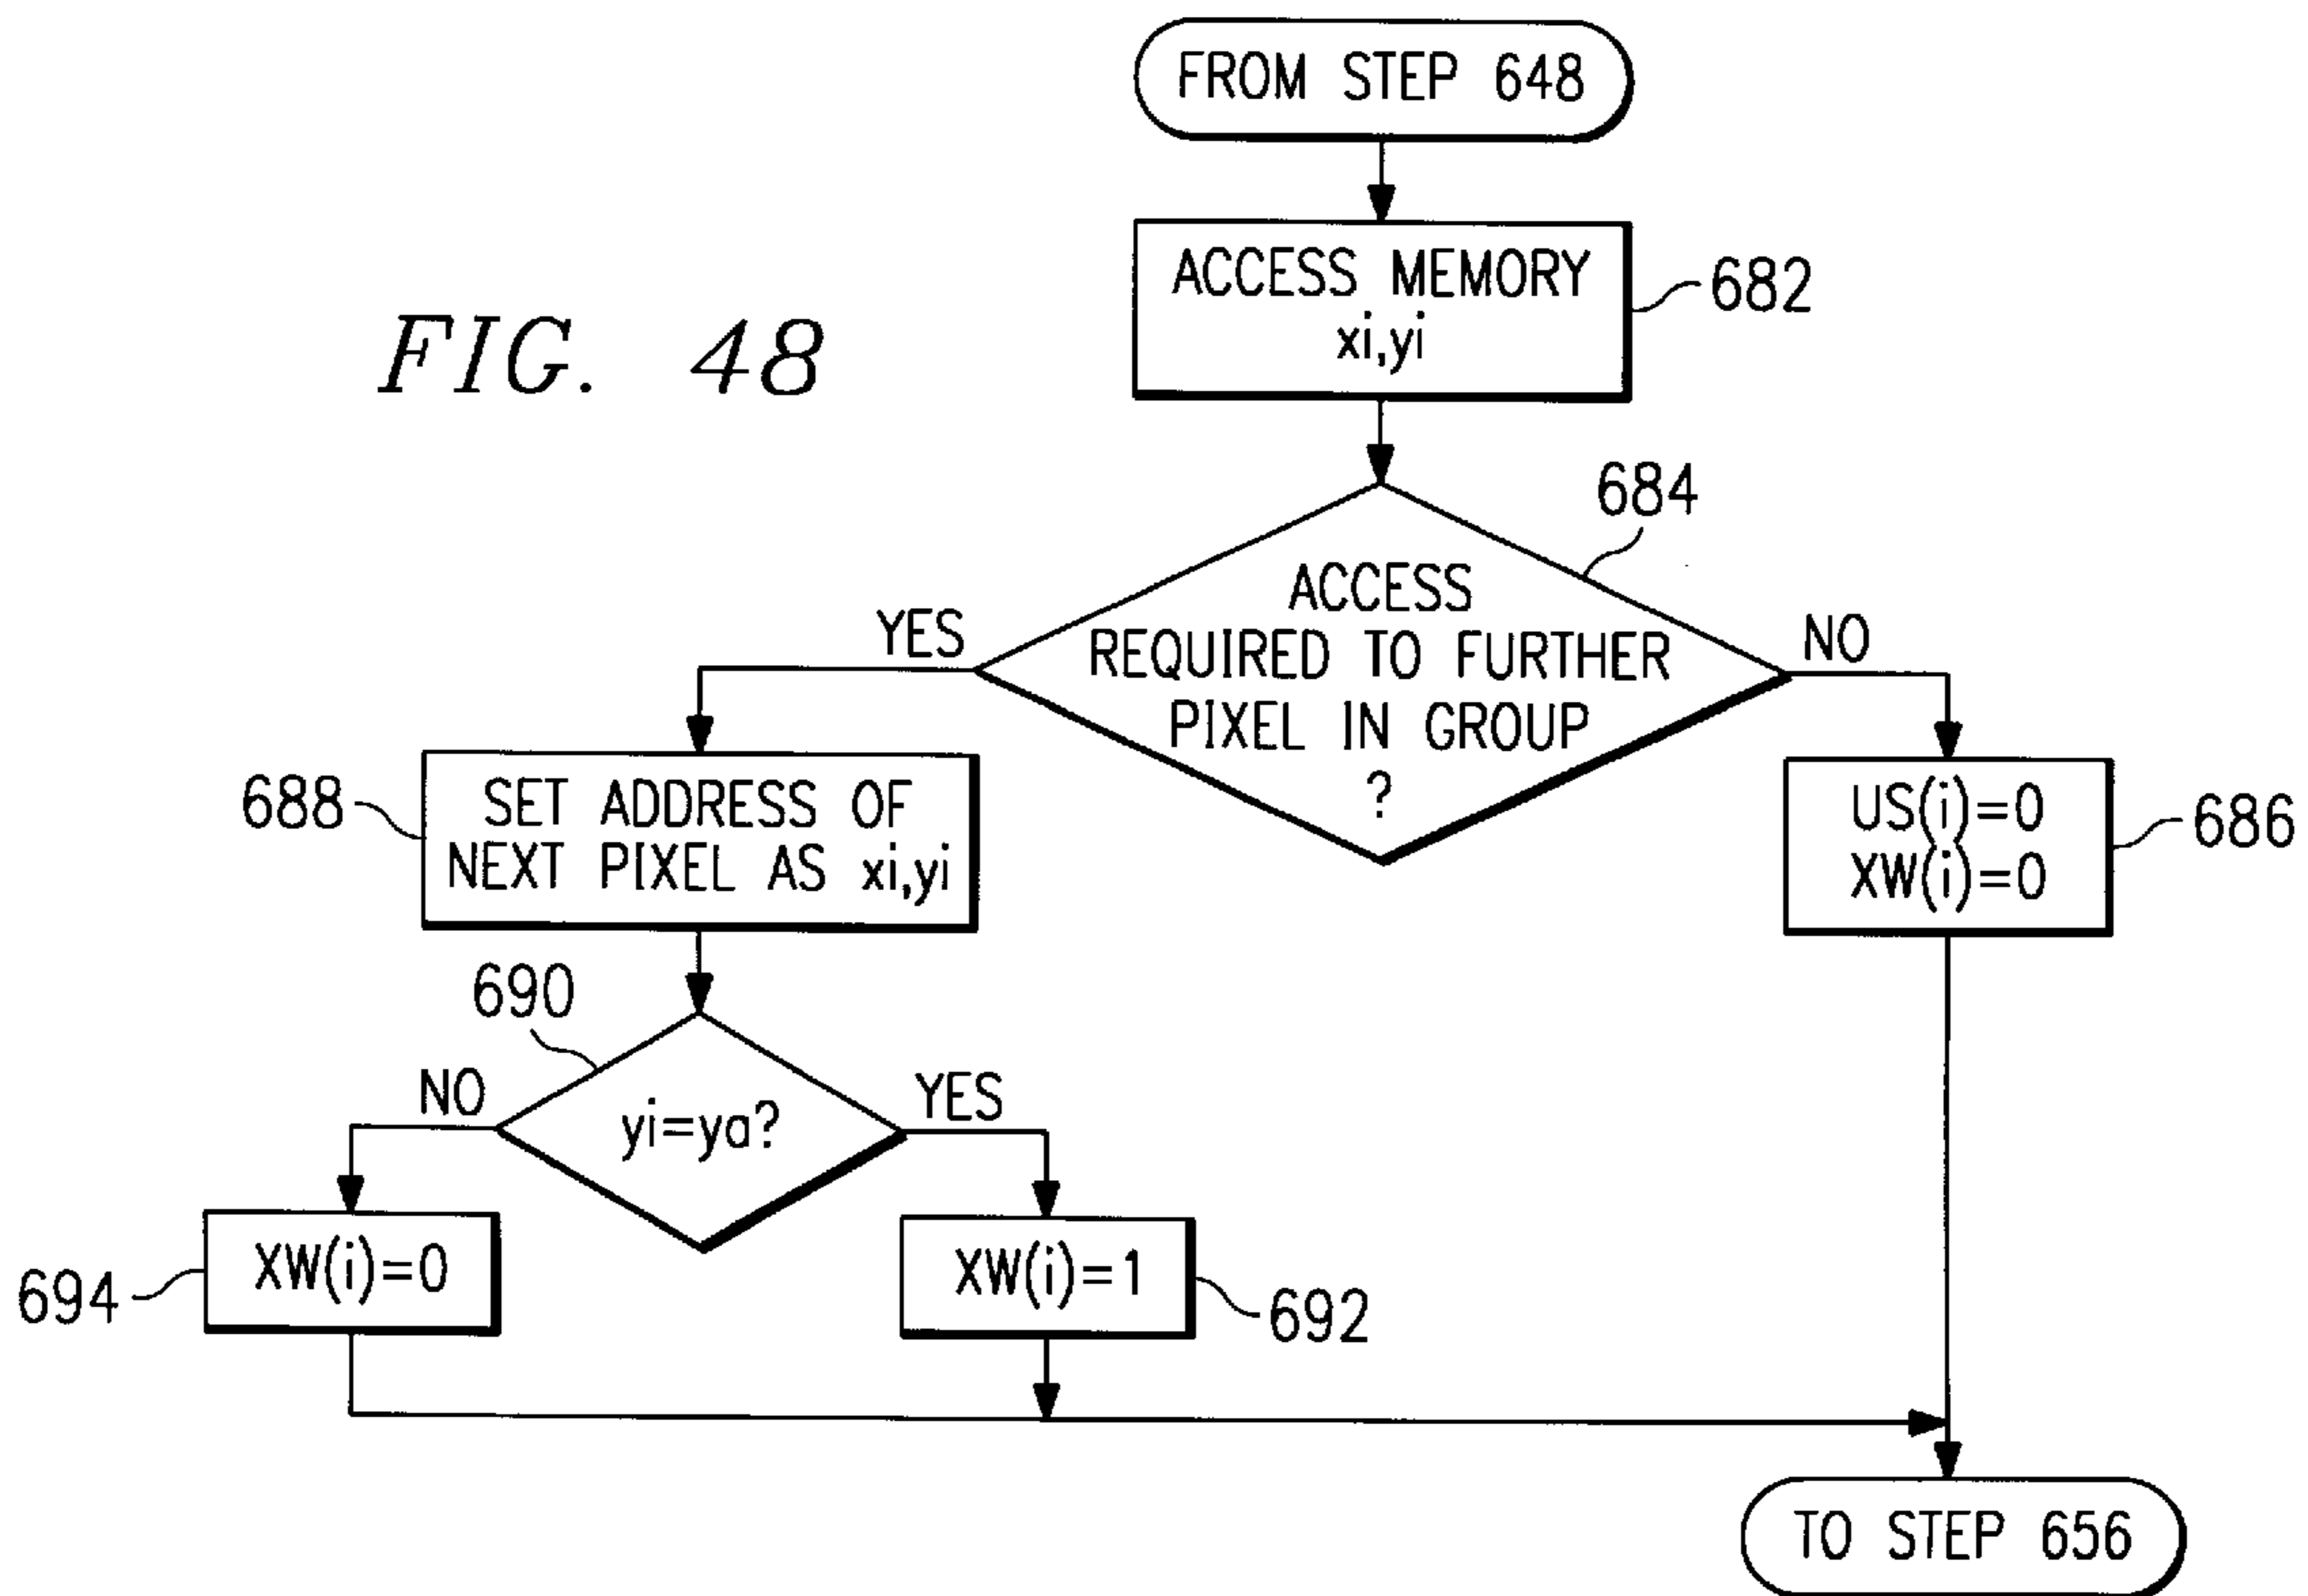 FROM STEP 648
ACCESS MEMORY
xi,yi
682
FIG. 48
684
ACCESS
REQUIRED TO FURTHER
PIXEL IN GROUP
?
YES
NO
688
SET ADDRESS OF
NEXT PIXEL AS xi,yi
US(i)=0
XW(i)=0
686
690
yi=ya?
NO
YES
694
XW(i)=0
XW(i)=1
692
TO STEP 656